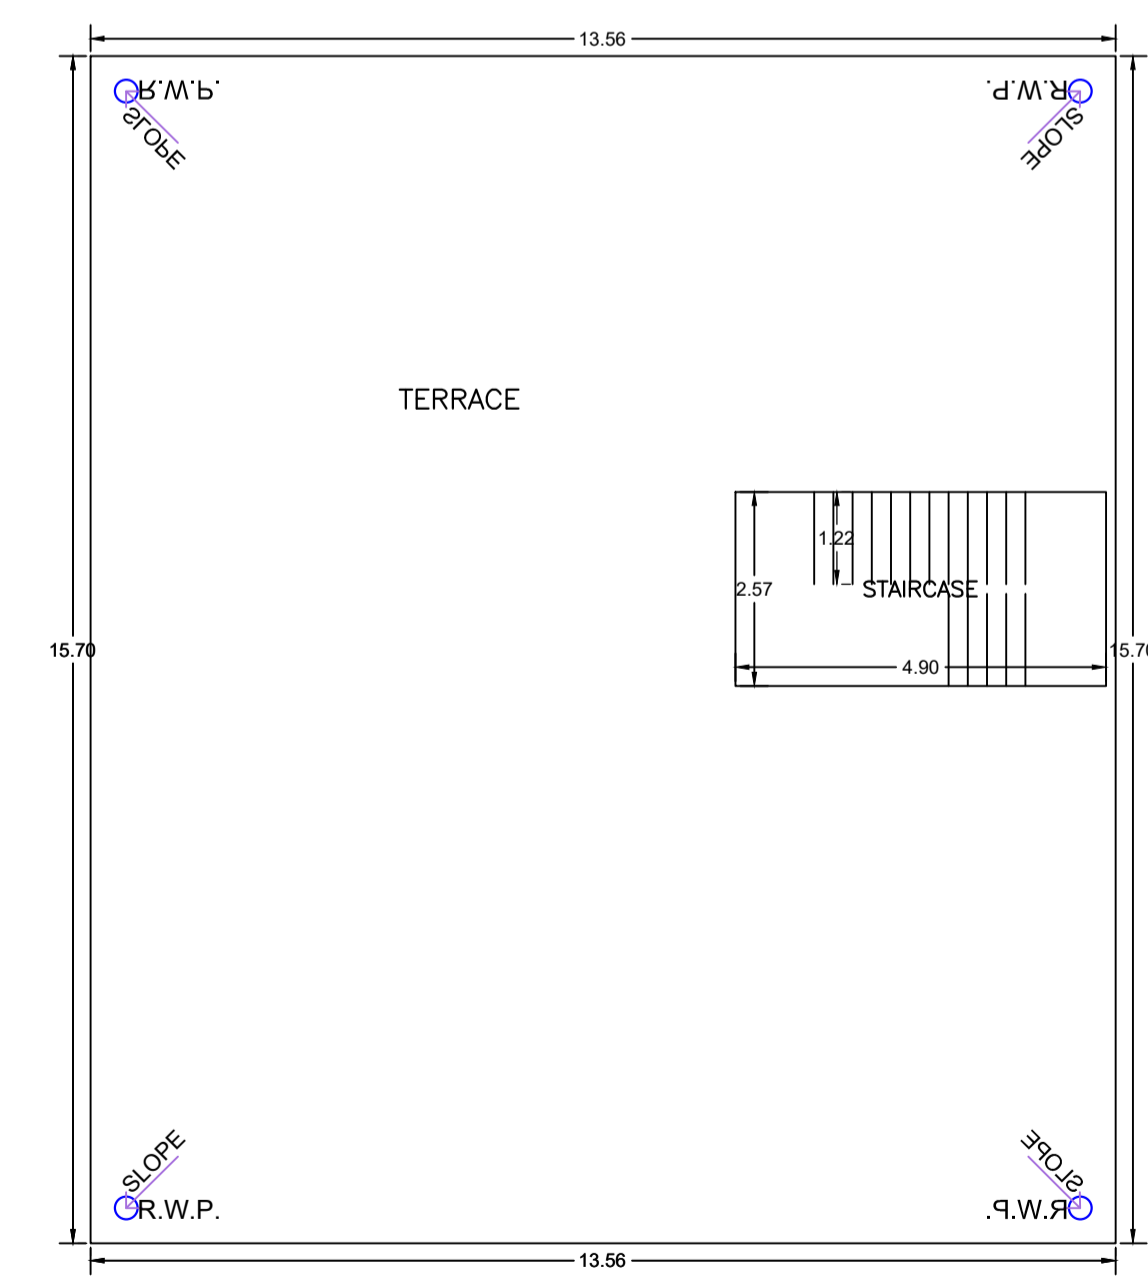 13.56
R.W.P.
R.W.P.
SLOPE
SLOPE
TERRACE
1.22
2.57
STAIRCASE
15.70
15.70
4.90
SLOPE
SLOPE
R.W.P.
R.W.P.
13.56